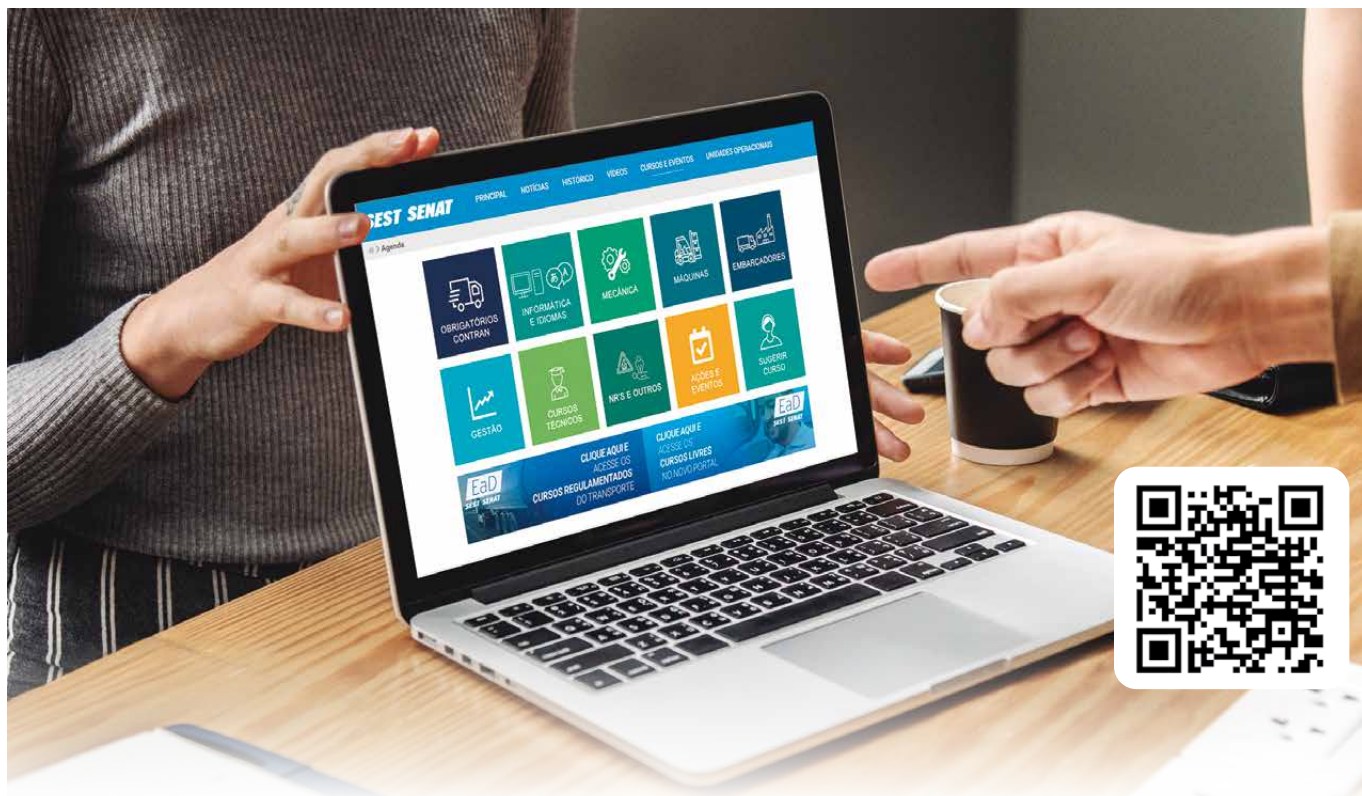 SEST SENAT
PRINCIPAL NOTÍCIAS HISTÓRICO VÍDEOS CURSOS E EVENTOS UNIDADES OPERACIONAIS
> Agenda
OBRIGATÓRIOS
CONTRAN
INFORMÁTICA
E IDIOMAS
MECÂNICA
MÁQUINAS
EMBARCADORES
GESTÃO
CURSOS
TÉCNICOS
NR'S E OUTROS
AÇÕES E
EVENTOS
SUGERIR
CURSO
EaD
SEST SENAT
CLIQUE AQUI E
ACESSE OS
CURSOS REGULAMENTADOS
DO TRANSPORTE
CLIQUE AQUI E
ACESSE OS
CURSOS LIVRES
NO NOVO PORTAL
EaD
SEST SENAT